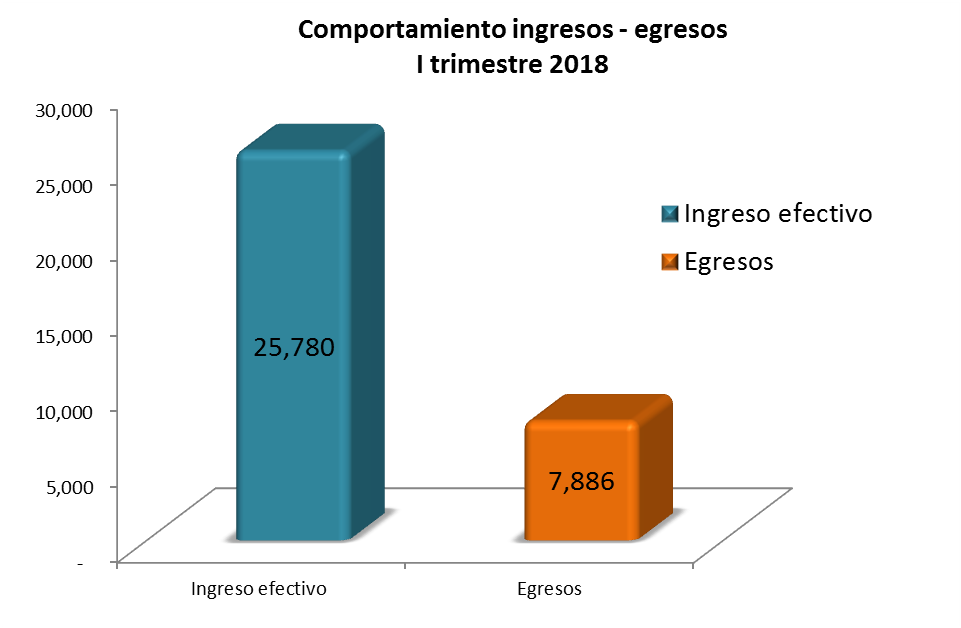 Comportamiento ingresos - egresos
I trimestre 2018
30,000
25,000
20,000
15,000
10,000
5,000
-
25,780
7,886
Ingreso efectivo
Egresos
Ingreso efectivo
Egresos